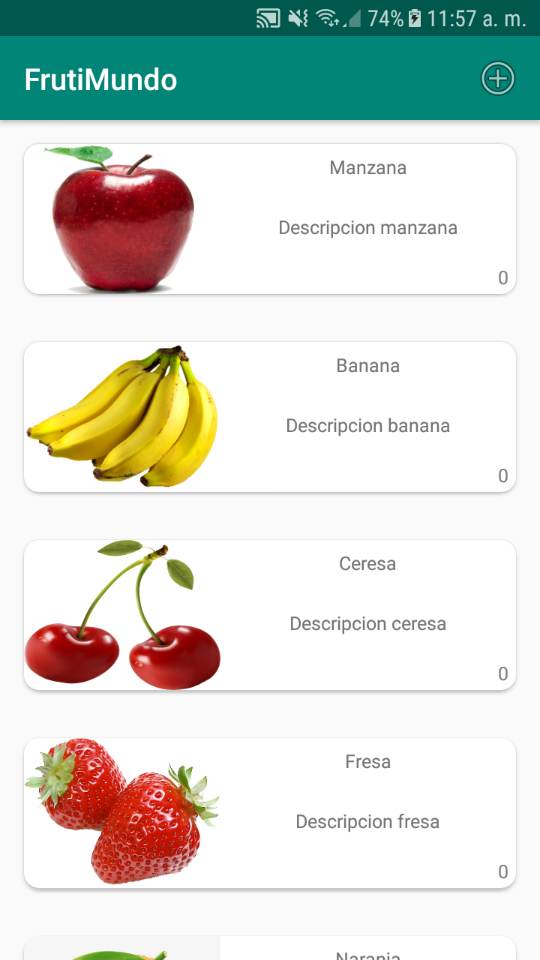 74% 11:57 a. m.
FrutiMundo
Manzana
Descripcion manzana
0
Banana
Descripcion banana
0
Ceresa
Descripcion ceresa
0
Fresa
Descripcion fresa
0
Naranja